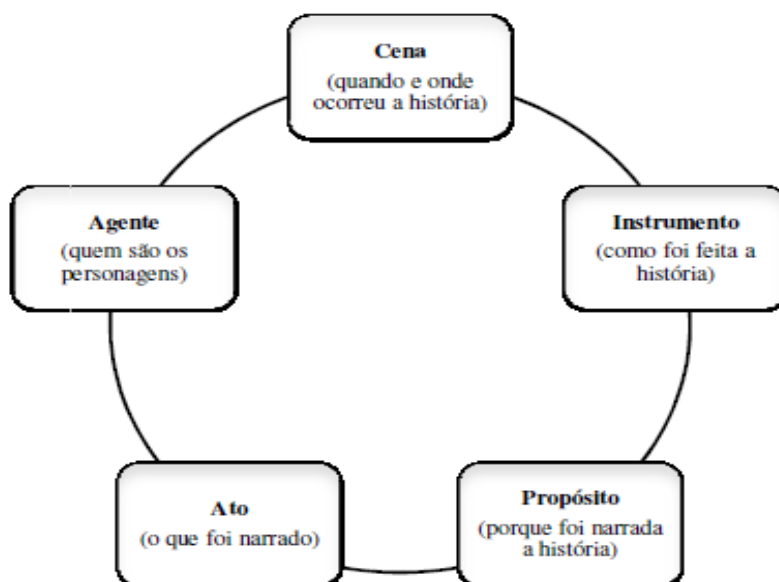 Cena
(quando e onde
ocorreu a história)
Agente
(quem são os
personagens)
Instrumento
(como foi feita a
história)
Ato
(o que foi narrado)
Propósito
(porque foi narrada
a história)